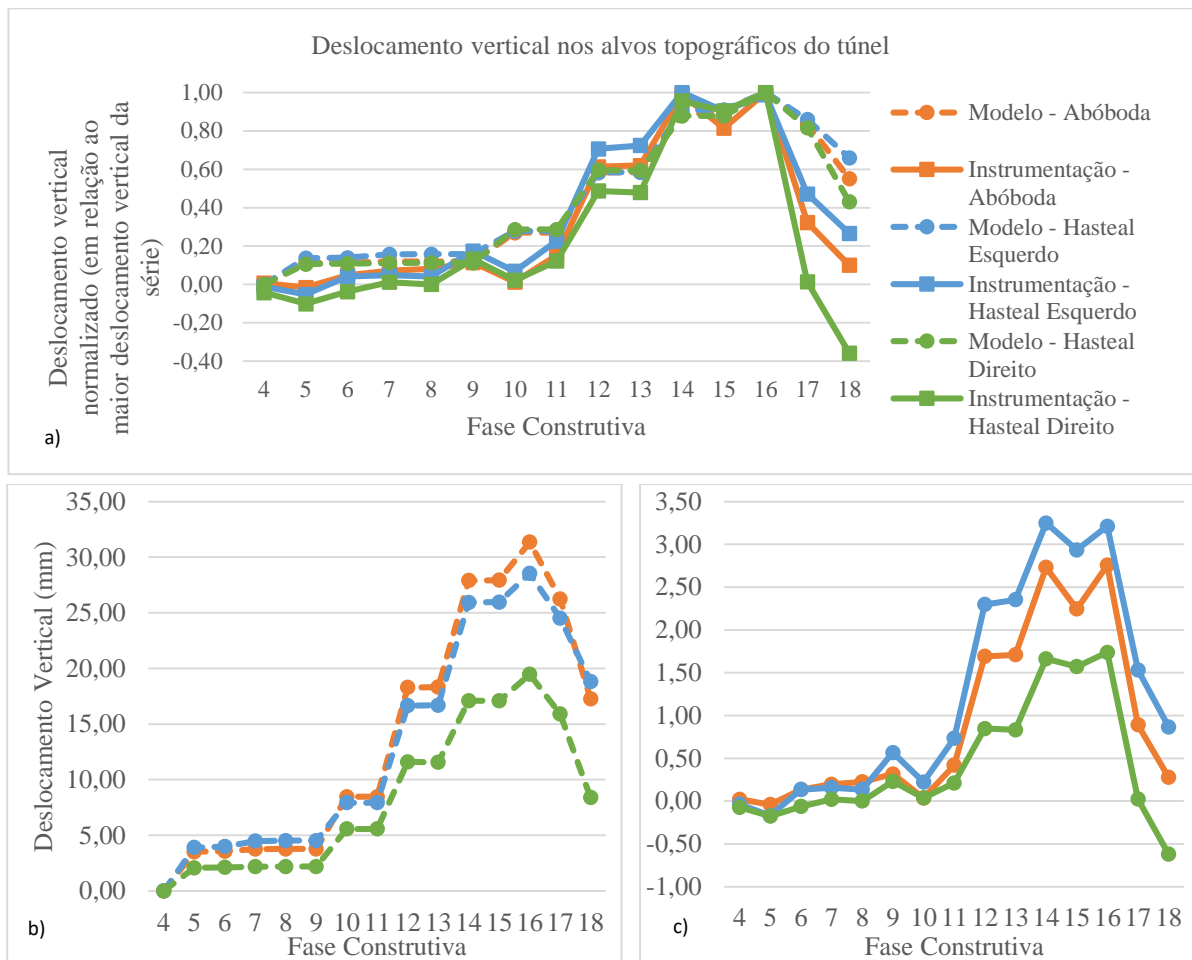 Deslocamento vertical nos alvos topográficos do túnel
Deslocamento vertical
normalizado (em relação ao
maior deslocamento vertical da
série)
1,00
0,80
0,60
0,40
0,20
0,00
-0,20
-0,40
4 5 6 7 8 9 10 11 12 13 14 15 16 17 18
Fase Construtiva
a)
Modelo - Abóboda
Instrumentação -
Abóboda
Modelo - Hasteal
Esquerdo
Instrumentação -
Hasteal Esquerdo
Modelo - Hasteal
Direito
Instrumentação -
Hasteal Direito
Deslocamento Vertical (mm)
35,00
30,00
25,00
20,00
15,00
10,00
5,00
0,00
4 5 6 7 8 9 10 11 12 13 14 15 16 17 18
Fase Construtiva
b)
3,50
3,00
2,50
2,00
1,50
1,00
0,50
0,00
-0,50
-1,00
4 5 6 7 8 9 10 11 12 13 14 15 16 17 18
Fase Construtiva
c)